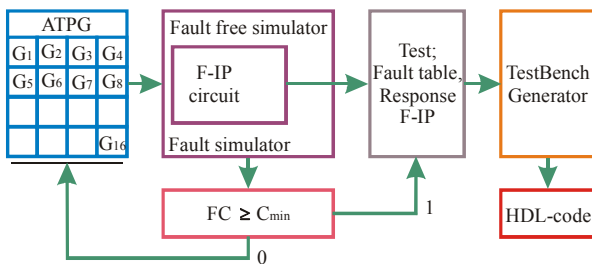 ATPG
G1 G2 G3 G4
G5 G6 G7 G8
G16
Fault free simulator
F-IP
circuit
Fault simulator
Test;
Fault table,
Response
F-IP
TestBench
Generator
FC ≥ Cmin
1
0
HDL-code